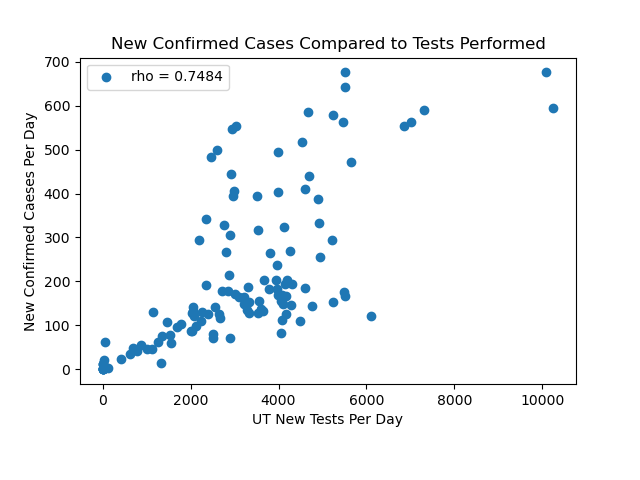 New Confirmed Cases Compared to Tests Performed
rho = 0.7484
700
600
500
400
300
200
100
0
New Confirmed Caeses Per Day
0 2000 4000 6000 8000 10000
UT New Tests Per Day